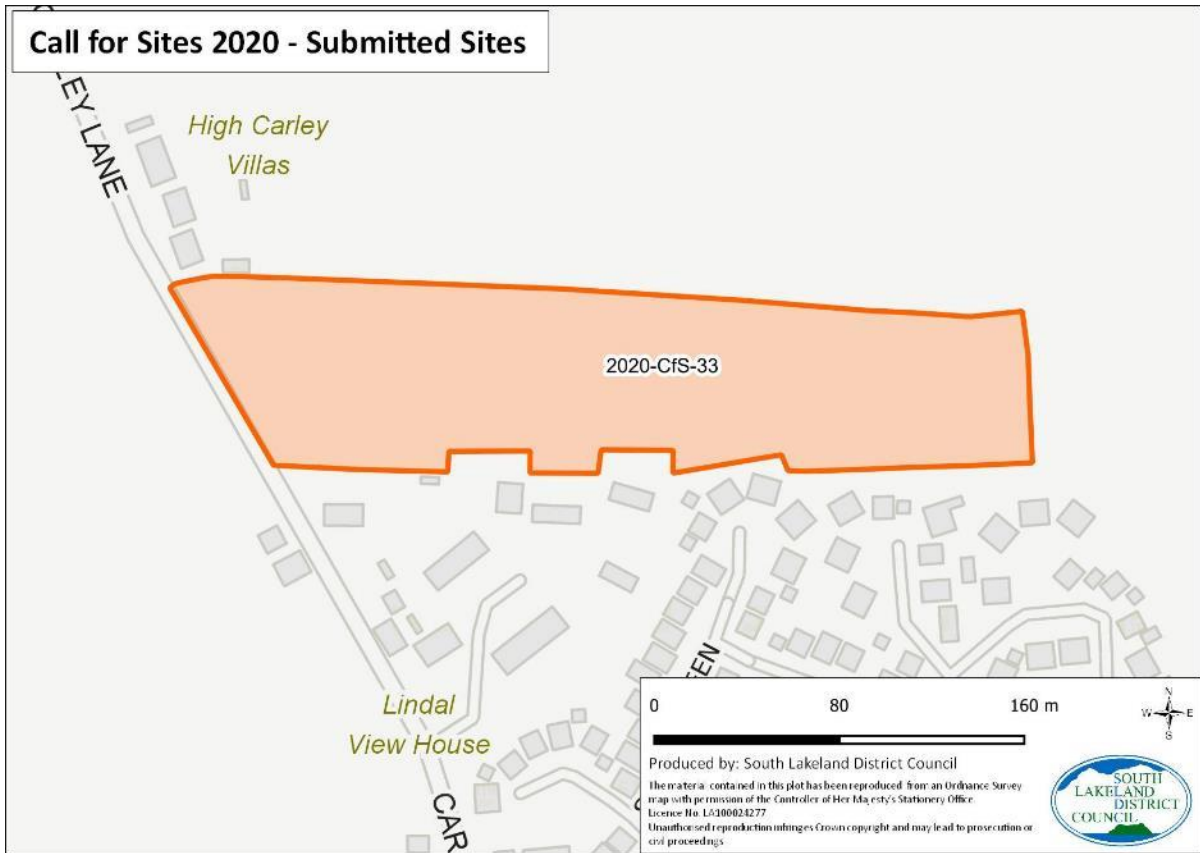 Call for Sites 2020 - Submitted Sites
LEY LANE
High Carley
Villas
2020-CfS-33
EEN
Lindal
View House
CAR
0 80 160 m
N
W E
S
Produced by: South Lakeland District Council
The material contained in this plot has been reproduced from an Ordnance Survey
map with permission of the Controller of Her Majesty's Stationery Office
Licence No. LA100024277
Unauthorised reproduction infringes Crown copyright and may lead to prosecution or
civil proceedings
SOUTH
LAKELAND
DISTRICT
COUNCIL